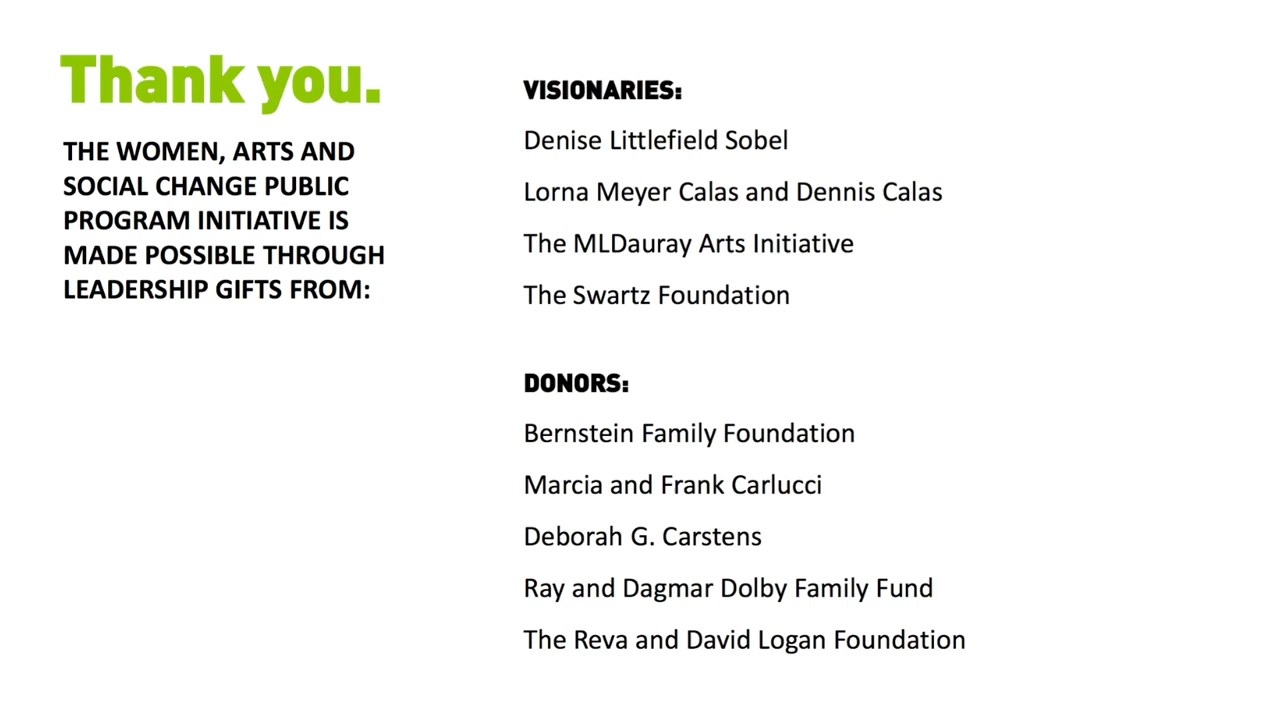 Thank you.
THE WOMEN, ARTS AND
SOCIAL CHANGE PUBLIC
PROGRAM INITIATIVE IS
MADE POSSIBLE THROUGH
LEADERSHIP GIFTS FROM:
VISIONARIES:
Denise Littlefield Sobel
Lorna Meyer Calas and Dennis Calas
The MLDauray Arts Initiative
The Swartz Foundation
DONORS:
Bernstein Family Foundation
Marcia and Frank Carlucci
Deborah G. Carstens
Ray and Dagmar Dolby Family Fund
The Reva and David Logan Foundation